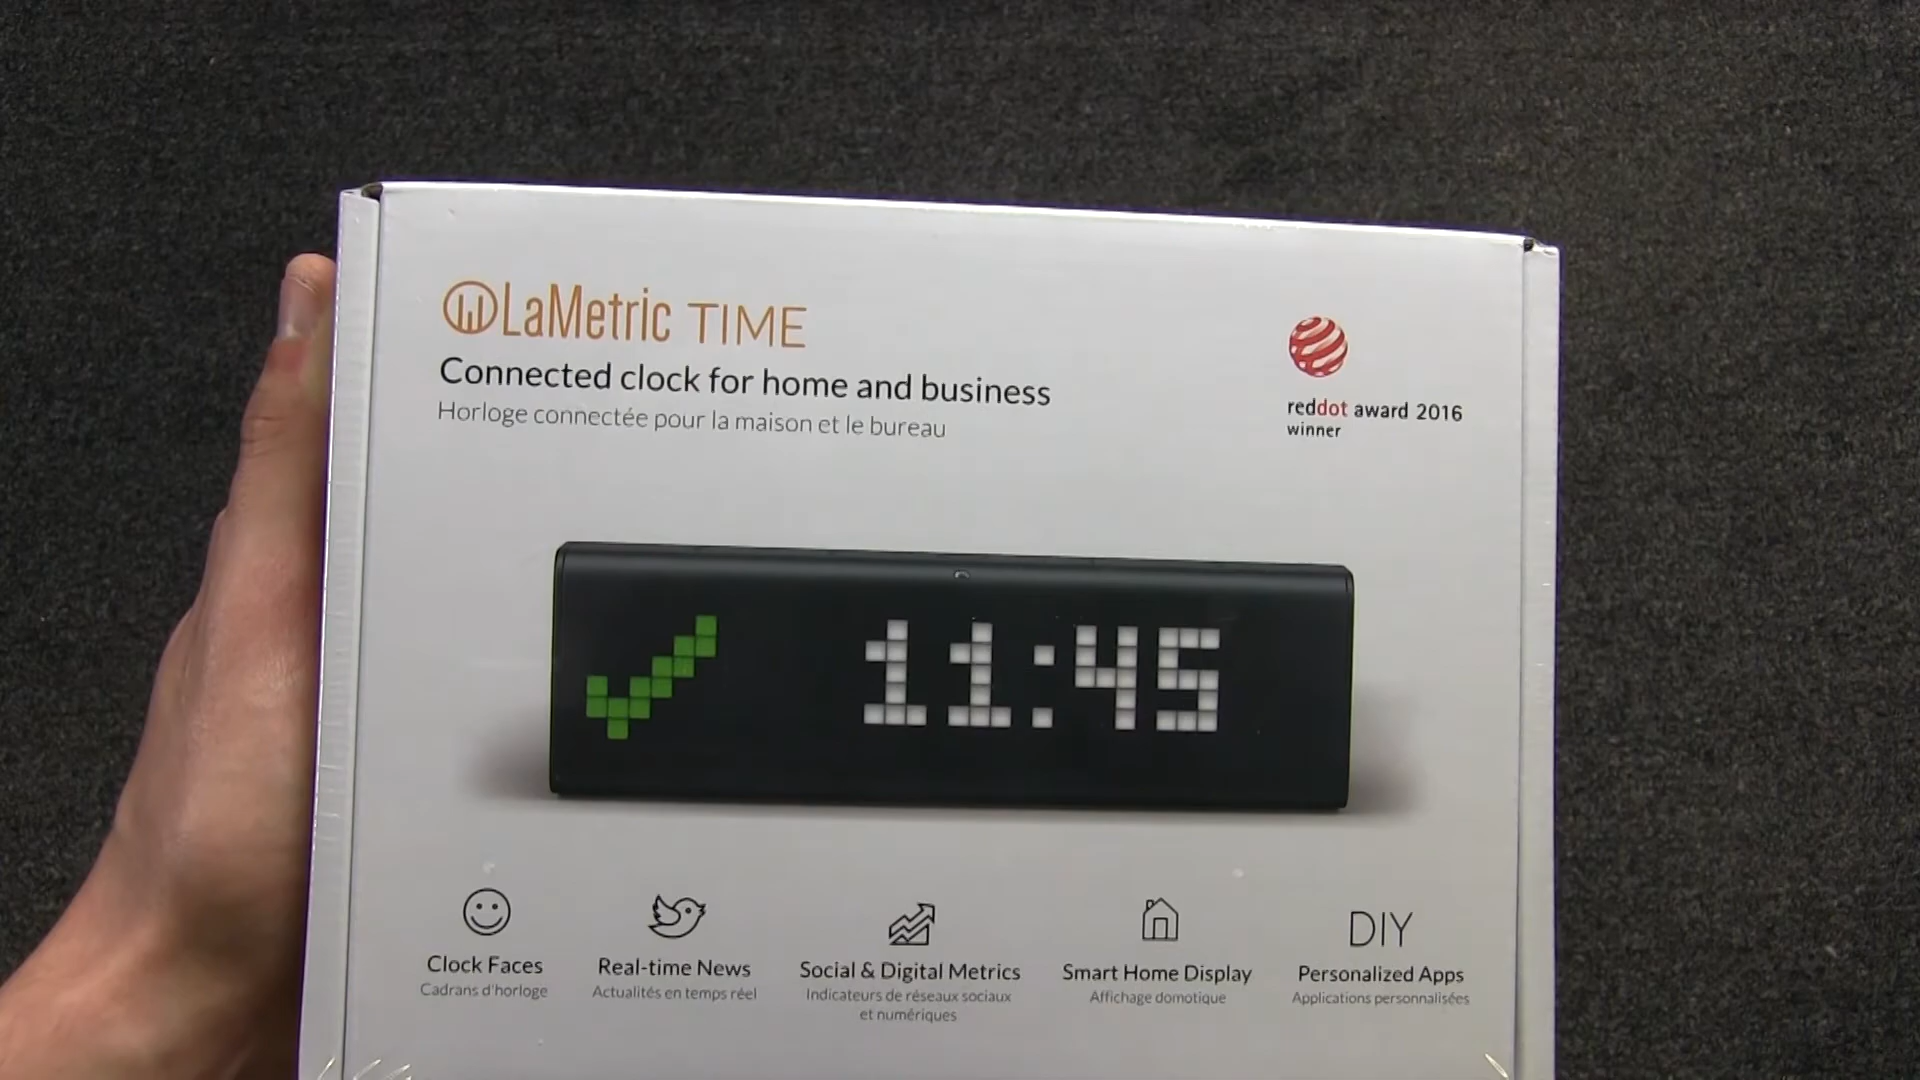 LaMetric TIME
Connected clock for home and business
Horloge connectée pour la maison et le bureau
reddot award 2016
winner
11:45
DIY
Clock Faces
Cadrans d'horloge
Real-time News
Actualités en temps réel
Social & Digital Metrics
Indicateurs de réseaux sociaux
et numériques
Smart Home Display
Affichage domotique
Personalized Apps
Applications personnalisées